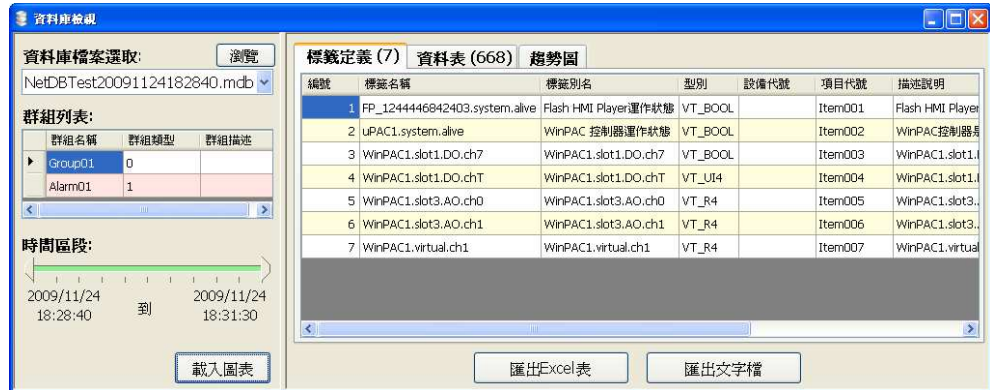 資料庫檢視
資料庫檔案選取:
瀏覽
NetDBTest20091124182840.mdb
群組列表:
群組名稱 群組類型 群組描述
Group01 0
Alarm01 1
時間區段:
2009/11/24 18:28:40
到
2009/11/24 18:31:30
載入圖表
標籤定義 (7) 資料表 (668) 趨勢圖
編號 標籤名稱 標籤別名 型別 設備代號 項目代號 描述說明
1 FP_1244446842403.system.alive Flash HMI Player運作狀態 VT_BOOL Item001 Flash HMI Player
2 uPAC1.system.alive WinPAC 控制器運作狀態 VT_BOOL Item002 WinPAC控制器是
3 WinPAC1.slot1.DO.ch7 WinPAC1.slot1.DO.ch7 VT_BOOL Item003 WinPAC1.slot1.
4 WinPAC1.slot1.DO.chT WinPAC1.slot1.DO.chT VT_UI4 Item004 WinPAC1.slot1.
5 WinPAC1.slot3.AO.ch0 WinPAC1.slot3.AO.ch0 VT_R4 Item005 WinPAC1.slot3.
6 WinPAC1.slot3.AO.ch1 WinPAC1.slot3.AO.ch1 VT_R4 Item006 WinPAC1.slot3.
7 WinPAC1.virtual.ch1 WinPAC1.virtual.ch1 VT_R4 Item007 WinPAC1.virtual
匯出Excel表
匯出文字檔